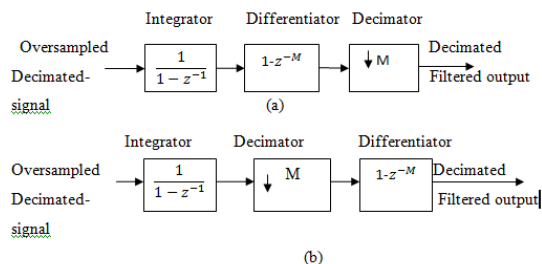 Integrator Differentiator Decimator
Oversampled Decimated-signal
1 / 1 − z⁻¹
1-z⁻ᴹ
↓ M
Decimated Filtered output
(a)
Integrator Decimator Differentiator
Oversampled Decimated-signal
1 / 1 − z⁻¹
↓ M
1-z⁻ᴹ
Decimated Filtered output
(b)